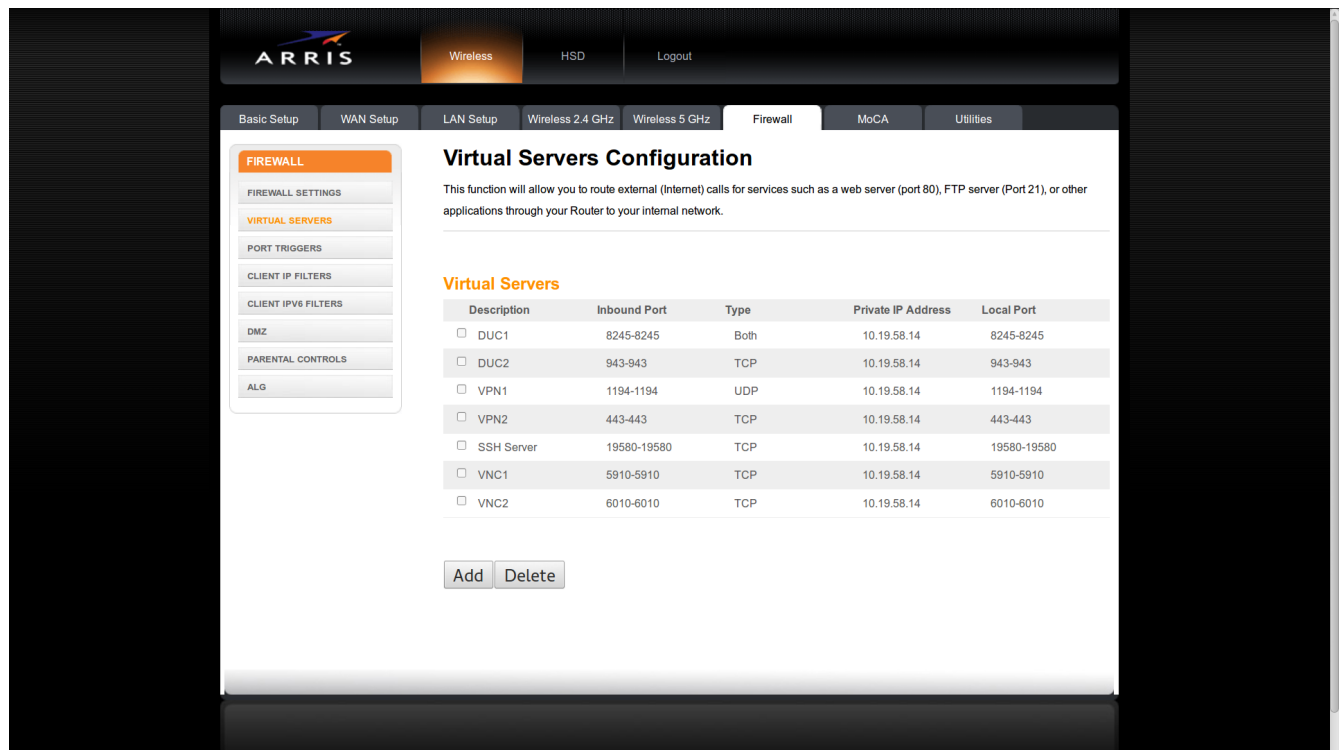 ARRIS
Wireless HSD Logout
Basic Setup WAN Setup LAN Setup Wireless 2.4 GHz Wireless 5 GHz Firewall MoCA Utilities
FIREWALL
FIREWALL SETTINGS
VIRTUAL SERVERS
PORT TRIGGERS
CLIENT IP FILTERS
CLIENT IPV6 FILTERS
DMZ
PARENTAL CONTROLS
ALG
Virtual Servers Configuration
This function will allow you to route external (Internet) calls for services such as a web server (port 80), FTP server (Port 21), or other
applications through your Router to your internal network.
Virtual Servers
Description Inbound Port Type Private IP Address Local Port
DUC1 8245-8245 Both 10.19.58.14 8245-8245
DUC2 943-943 TCP 10.19.58.14 943-943
VPN1 1194-1194 UDP 10.19.58.14 1194-1194
VPN2 443-443 TCP 10.19.58.14 443-443
SSH Server 19580-19580 TCP 10.19.58.14 19580-19580
VNC1 5910-5910 TCP 10.19.58.14 5910-5910
VNC2 6010-6010 TCP 10.19.58.14 6010-6010
Add Delete